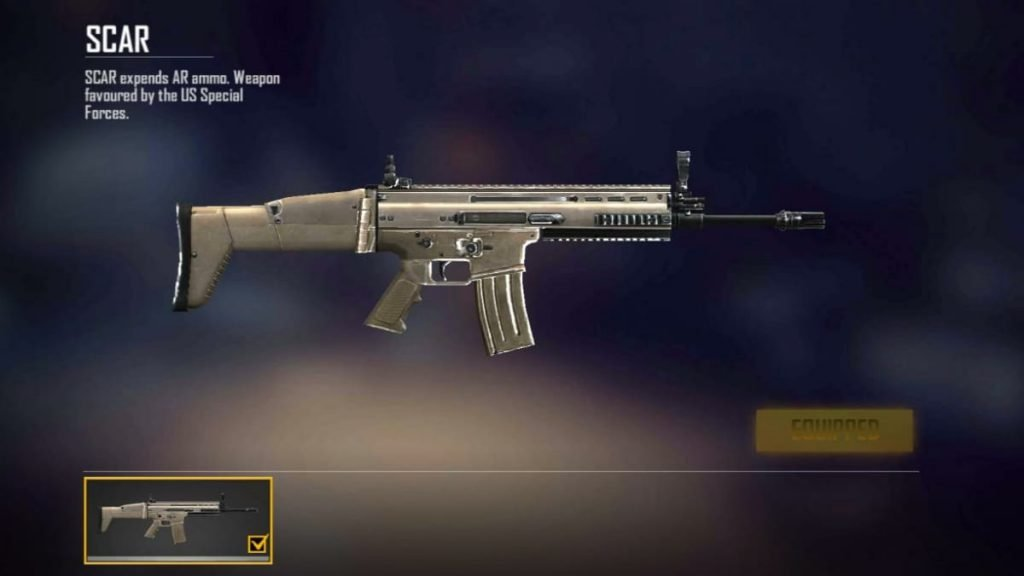 SCAR
SCAR expends AR ammo. Weapon
favoured by the US Special
Forces.
EQUIPPED